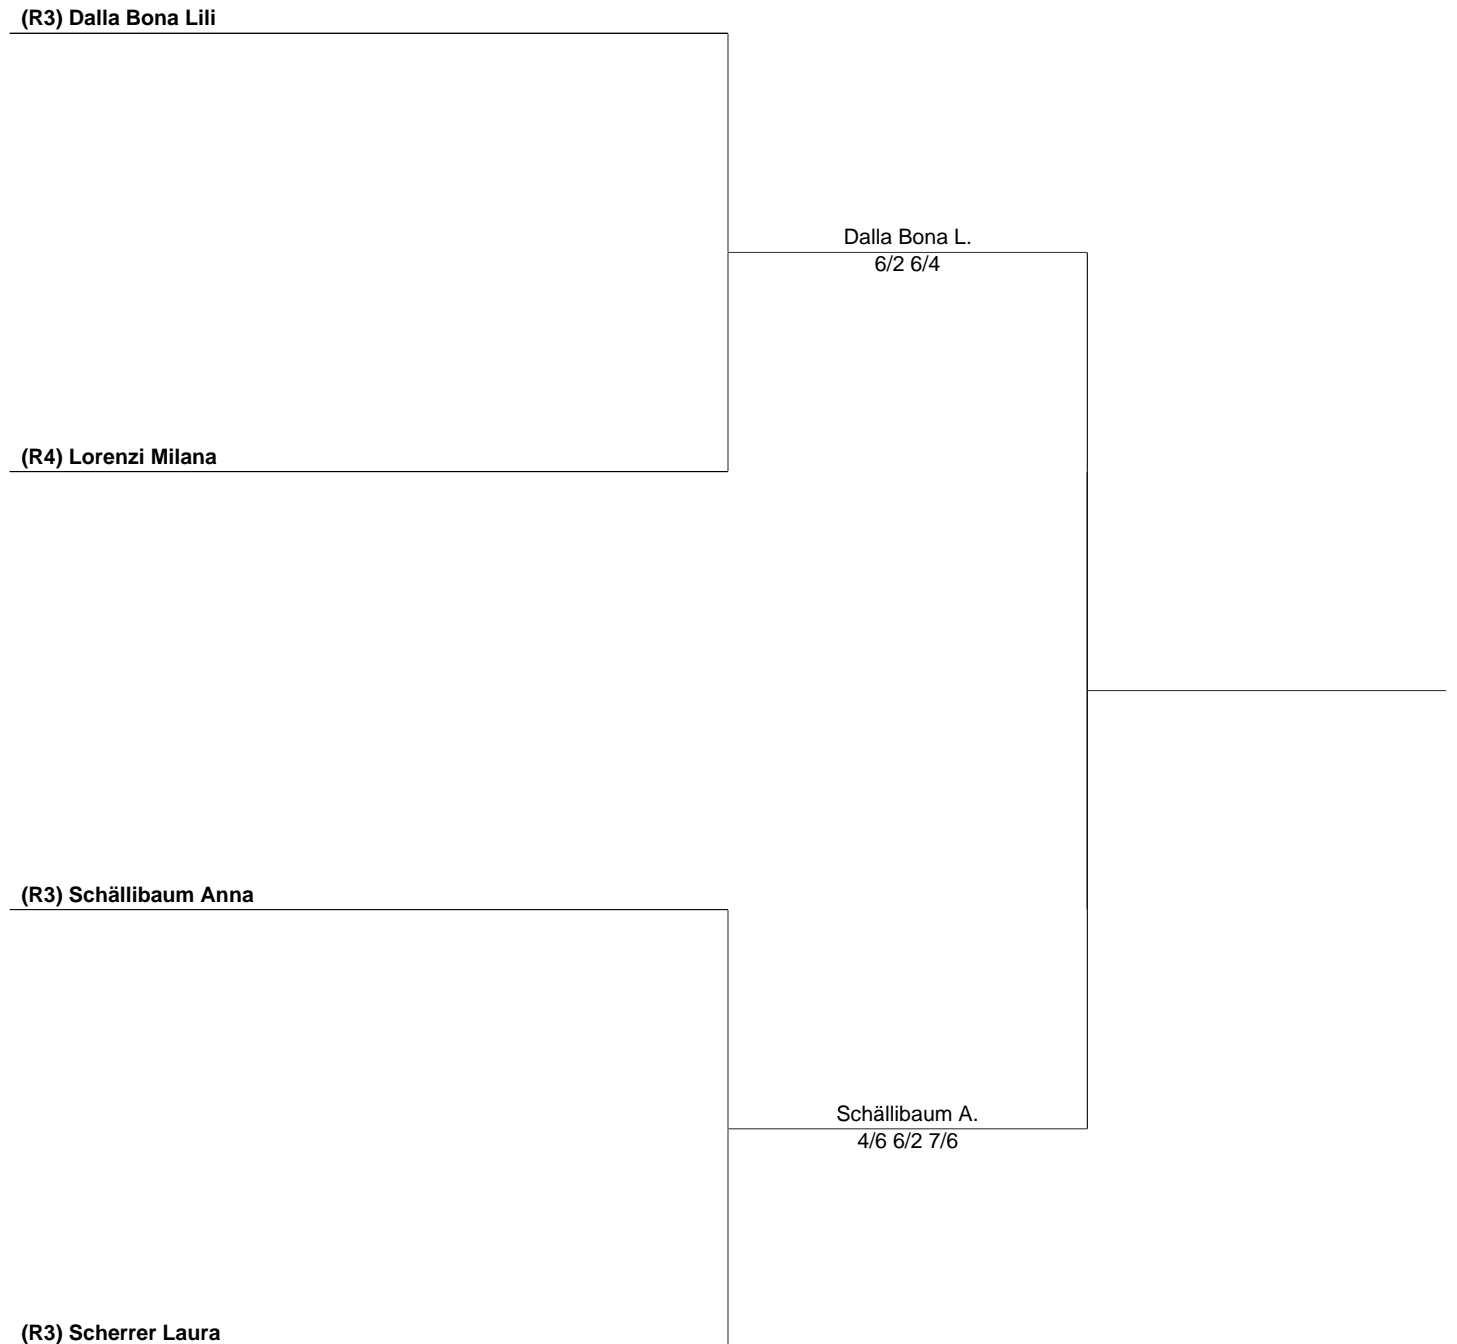 (R3) Dalla Bona Lili
Dalla Bona L.
6/2 6/4
(R4) Lorenzi Milana
(R3) Schällibaum Anna
Schällibaum A.
4/6 6/2 7/6
(R3) Scherrer Laura